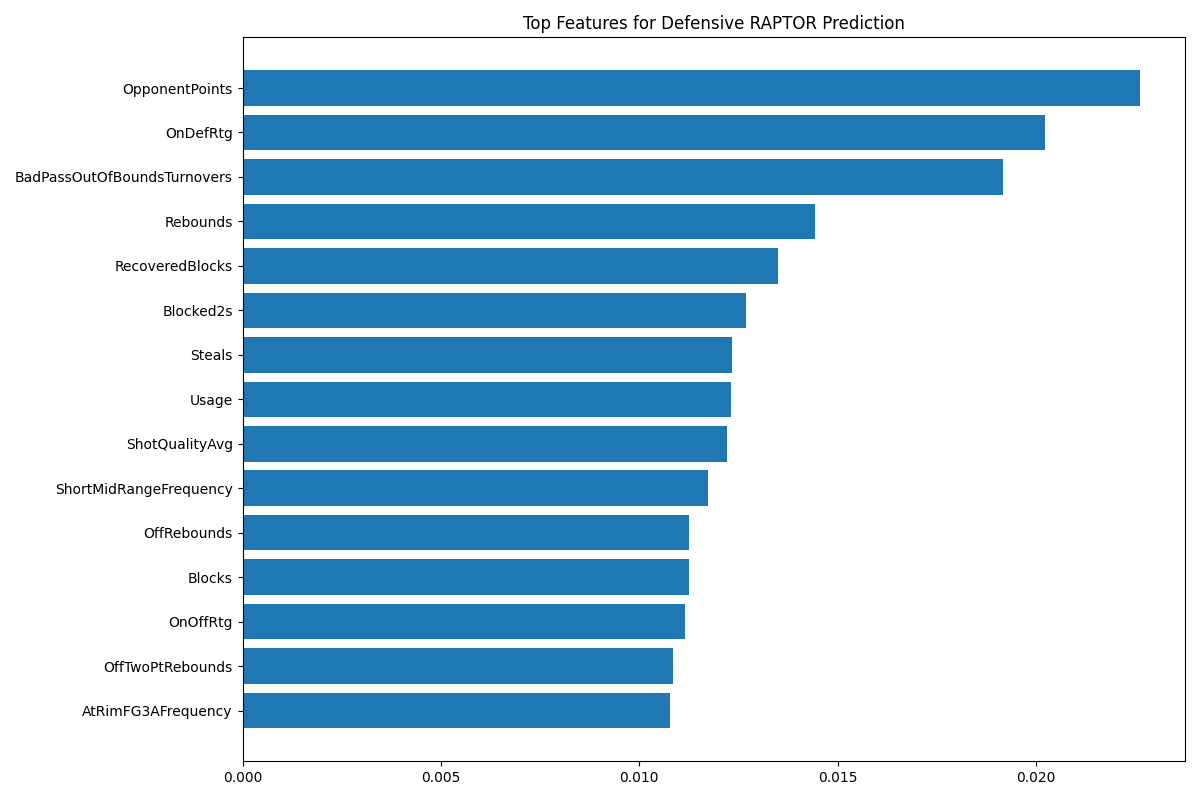 Top Features for Defensive RAPTOR Prediction
OpponentPoints
OnDefRtg
BadPassOutOfBoundsTurnovers
Rebounds
RecoveredBlocks
Blocked2s
Steals
Usage
ShotQualityAvg
ShortMidRangeFrequency
OffRebounds
Blocks
OnOffRtg
OffTwoPtRebounds
AtRimFG3AFrequency
0.000 0.005 0.010 0.015 0.020